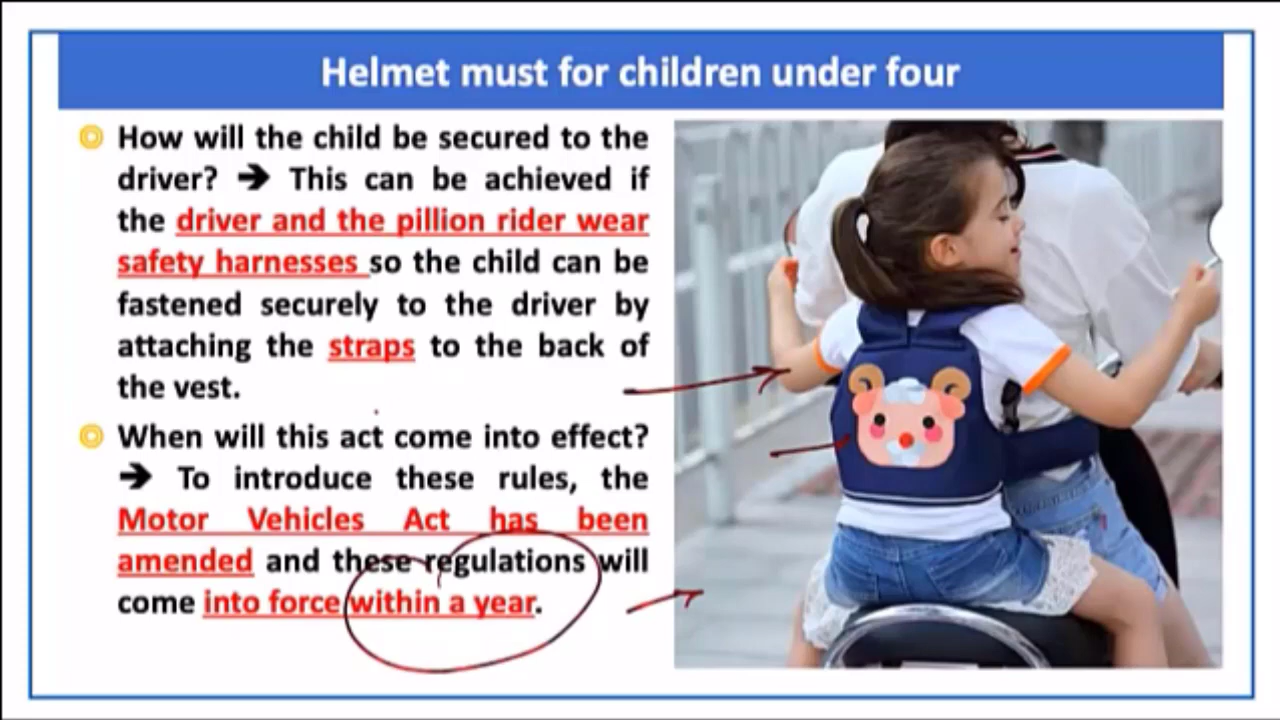 Helmet must for children under four
How will the child be secured to the
driver? ➔ This can be achieved if
the driver and the pillion rider wear
safety harnesses so the child can be
fastened securely to the driver by
attaching the straps to the back of
the vest.
When will this act come into effect?
➔ To introduce these rules, the
Motor Vehicles Act has been
amended and these regulations will
come into force within a year.